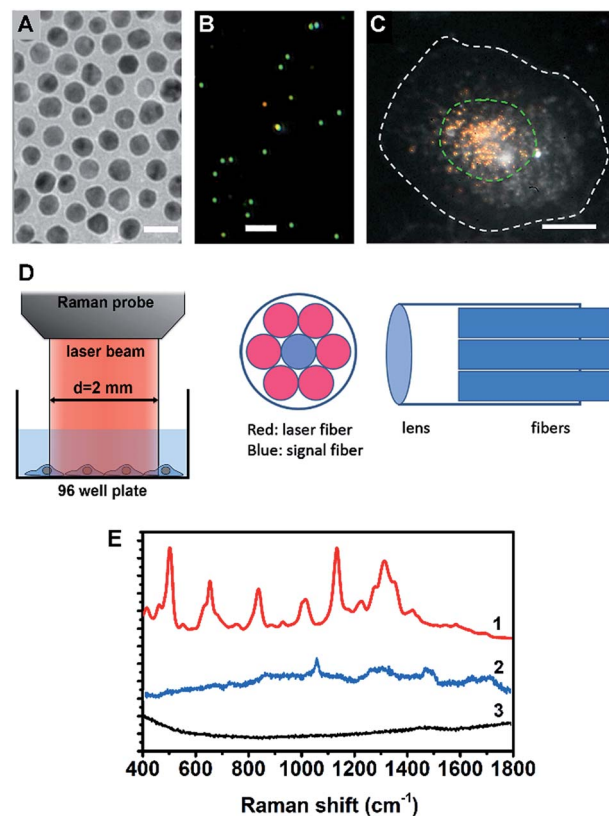 A
B
C
D
Raman probe
laser beam
d=2 mm
96 well plate
Red: laser fiber
Blue: signal fiber
lens
fibers
E
1
2
3
400 600 800 1000 1200 1400 1600 1800
Raman shift (cm⁻¹)